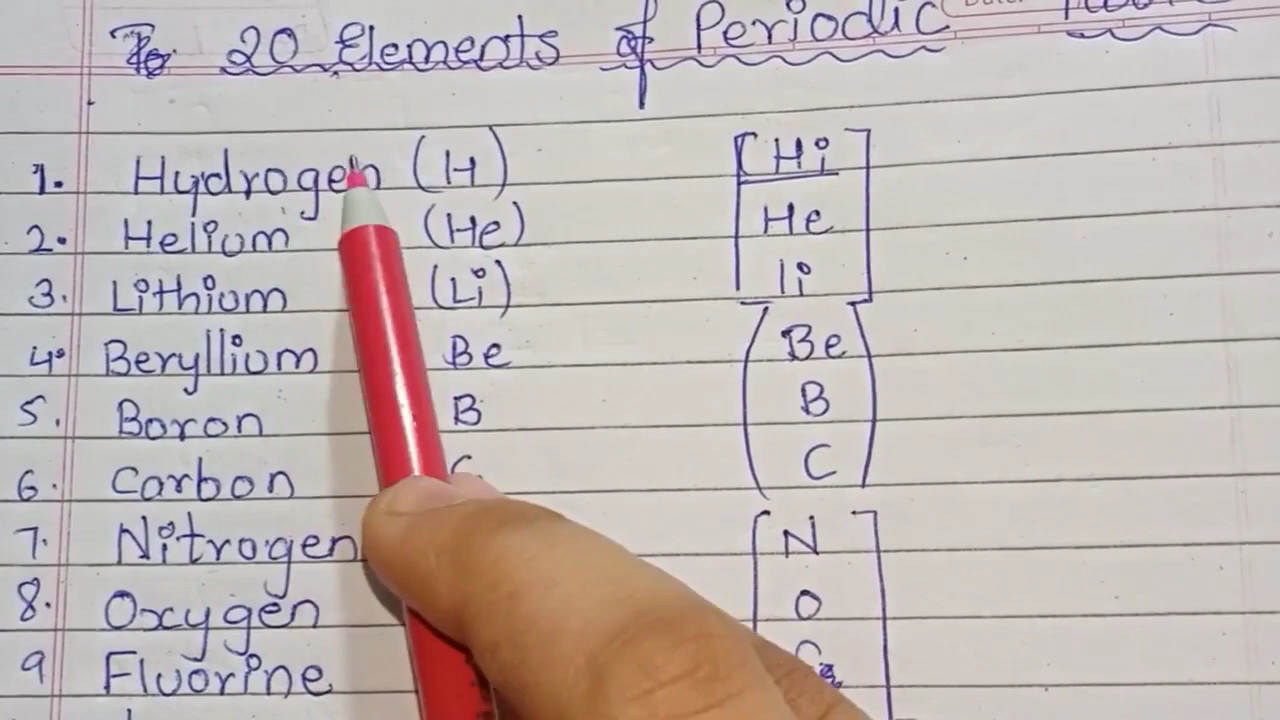 20 Elements of Periodic
1. Hydrogen (H) [Hi]
2. Helium (He) He
3. Lithium (Li) li
4. Beryllium Be Be
5. Boron B B
6. Carbon C C
7. Nitrogen N
8. Oxygen O
9 Fluorine